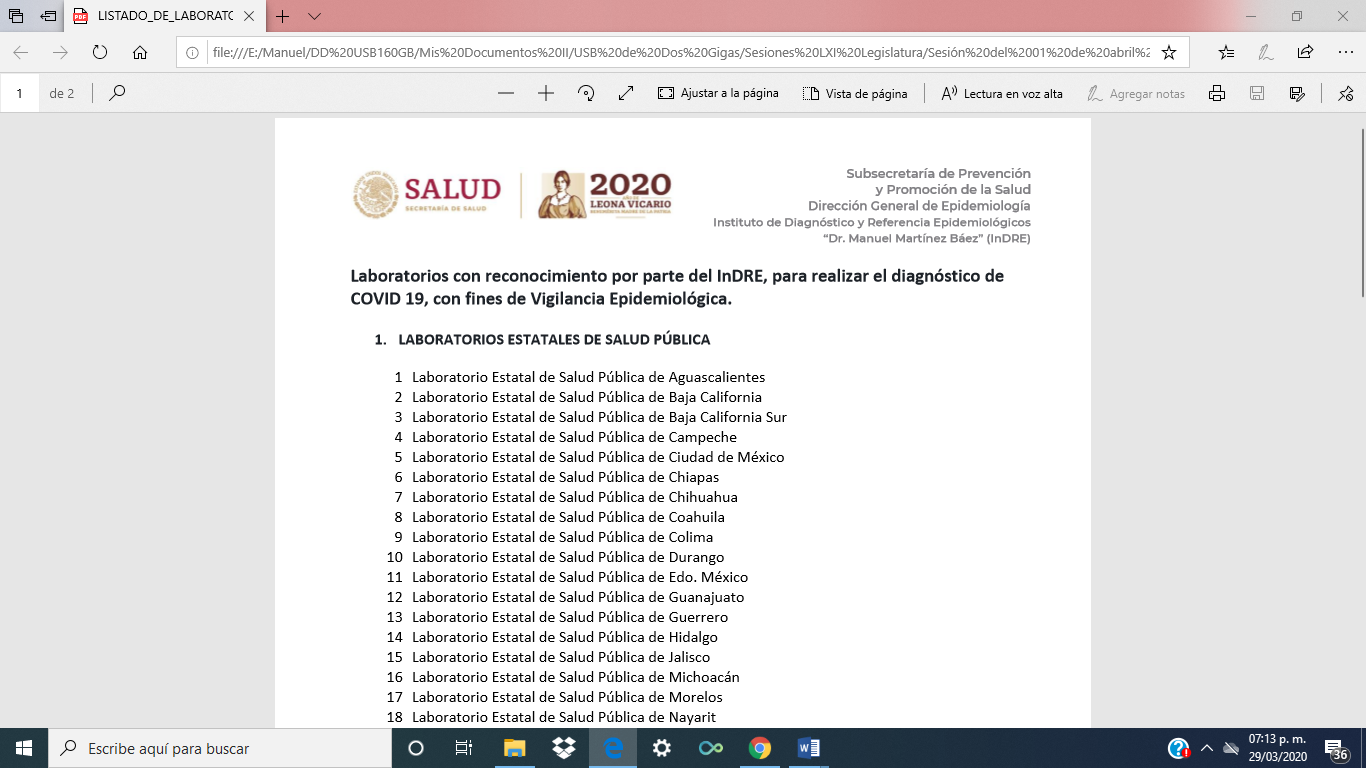 LISTADO_DE_LABORATO
file:///E:/Manuel/DD%20USB160GB/Mis%20Documentos%20II/USB%20de%20Dos%20Gigas/Sesiones%20LXI%20Legislatura/Sesión%20del%2001%20de%20abril%2
1 de 2
Ajustar a la página
Vista de página
Lectura en voz alta
Agregar notas
SALUD
SECRETARÍA DE SALUD
2020
AÑO DE
LEONA VICARIO
BENEMÉRITA MADRE DE LA PATRIA
Subsecretaría de Prevención
y Promoción de la Salud
Dirección General de Epidemiología
Instituto de Diagnóstico y Referencia Epidemiológicos
“Dr. Manuel Martínez Báez” (InDRE)
Laboratorios con reconocimiento por parte del InDRE, para realizar el diagnóstico de
COVID 19, con fines de Vigilancia Epidemiológica.
1. LABORATORIOS ESTATALES DE SALUD PÚBLICA
1 Laboratorio Estatal de Salud Pública de Aguascalientes
2 Laboratorio Estatal de Salud Pública de Baja California
3 Laboratorio Estatal de Salud Pública de Baja California Sur
4 Laboratorio Estatal de Salud Pública de Campeche
5 Laboratorio Estatal de Salud Pública de Ciudad de México
6 Laboratorio Estatal de Salud Pública de Chiapas
7 Laboratorio Estatal de Salud Pública de Chihuahua
8 Laboratorio Estatal de Salud Pública de Coahuila
9 Laboratorio Estatal de Salud Pública de Colima
10 Laboratorio Estatal de Salud Pública de Durango
11 Laboratorio Estatal de Salud Pública de Edo. México
12 Laboratorio Estatal de Salud Pública de Guanajuato
13 Laboratorio Estatal de Salud Pública de Guerrero
14 Laboratorio Estatal de Salud Pública de Hidalgo
15 Laboratorio Estatal de Salud Pública de Jalisco
16 Laboratorio Estatal de Salud Pública de Michoacán
17 Laboratorio Estatal de Salud Pública de Morelos
18 Laboratorio Estatal de Salud Pública de Nayarit
Escribe aquí para buscar
07:13 p. m.
29/03/2020
36